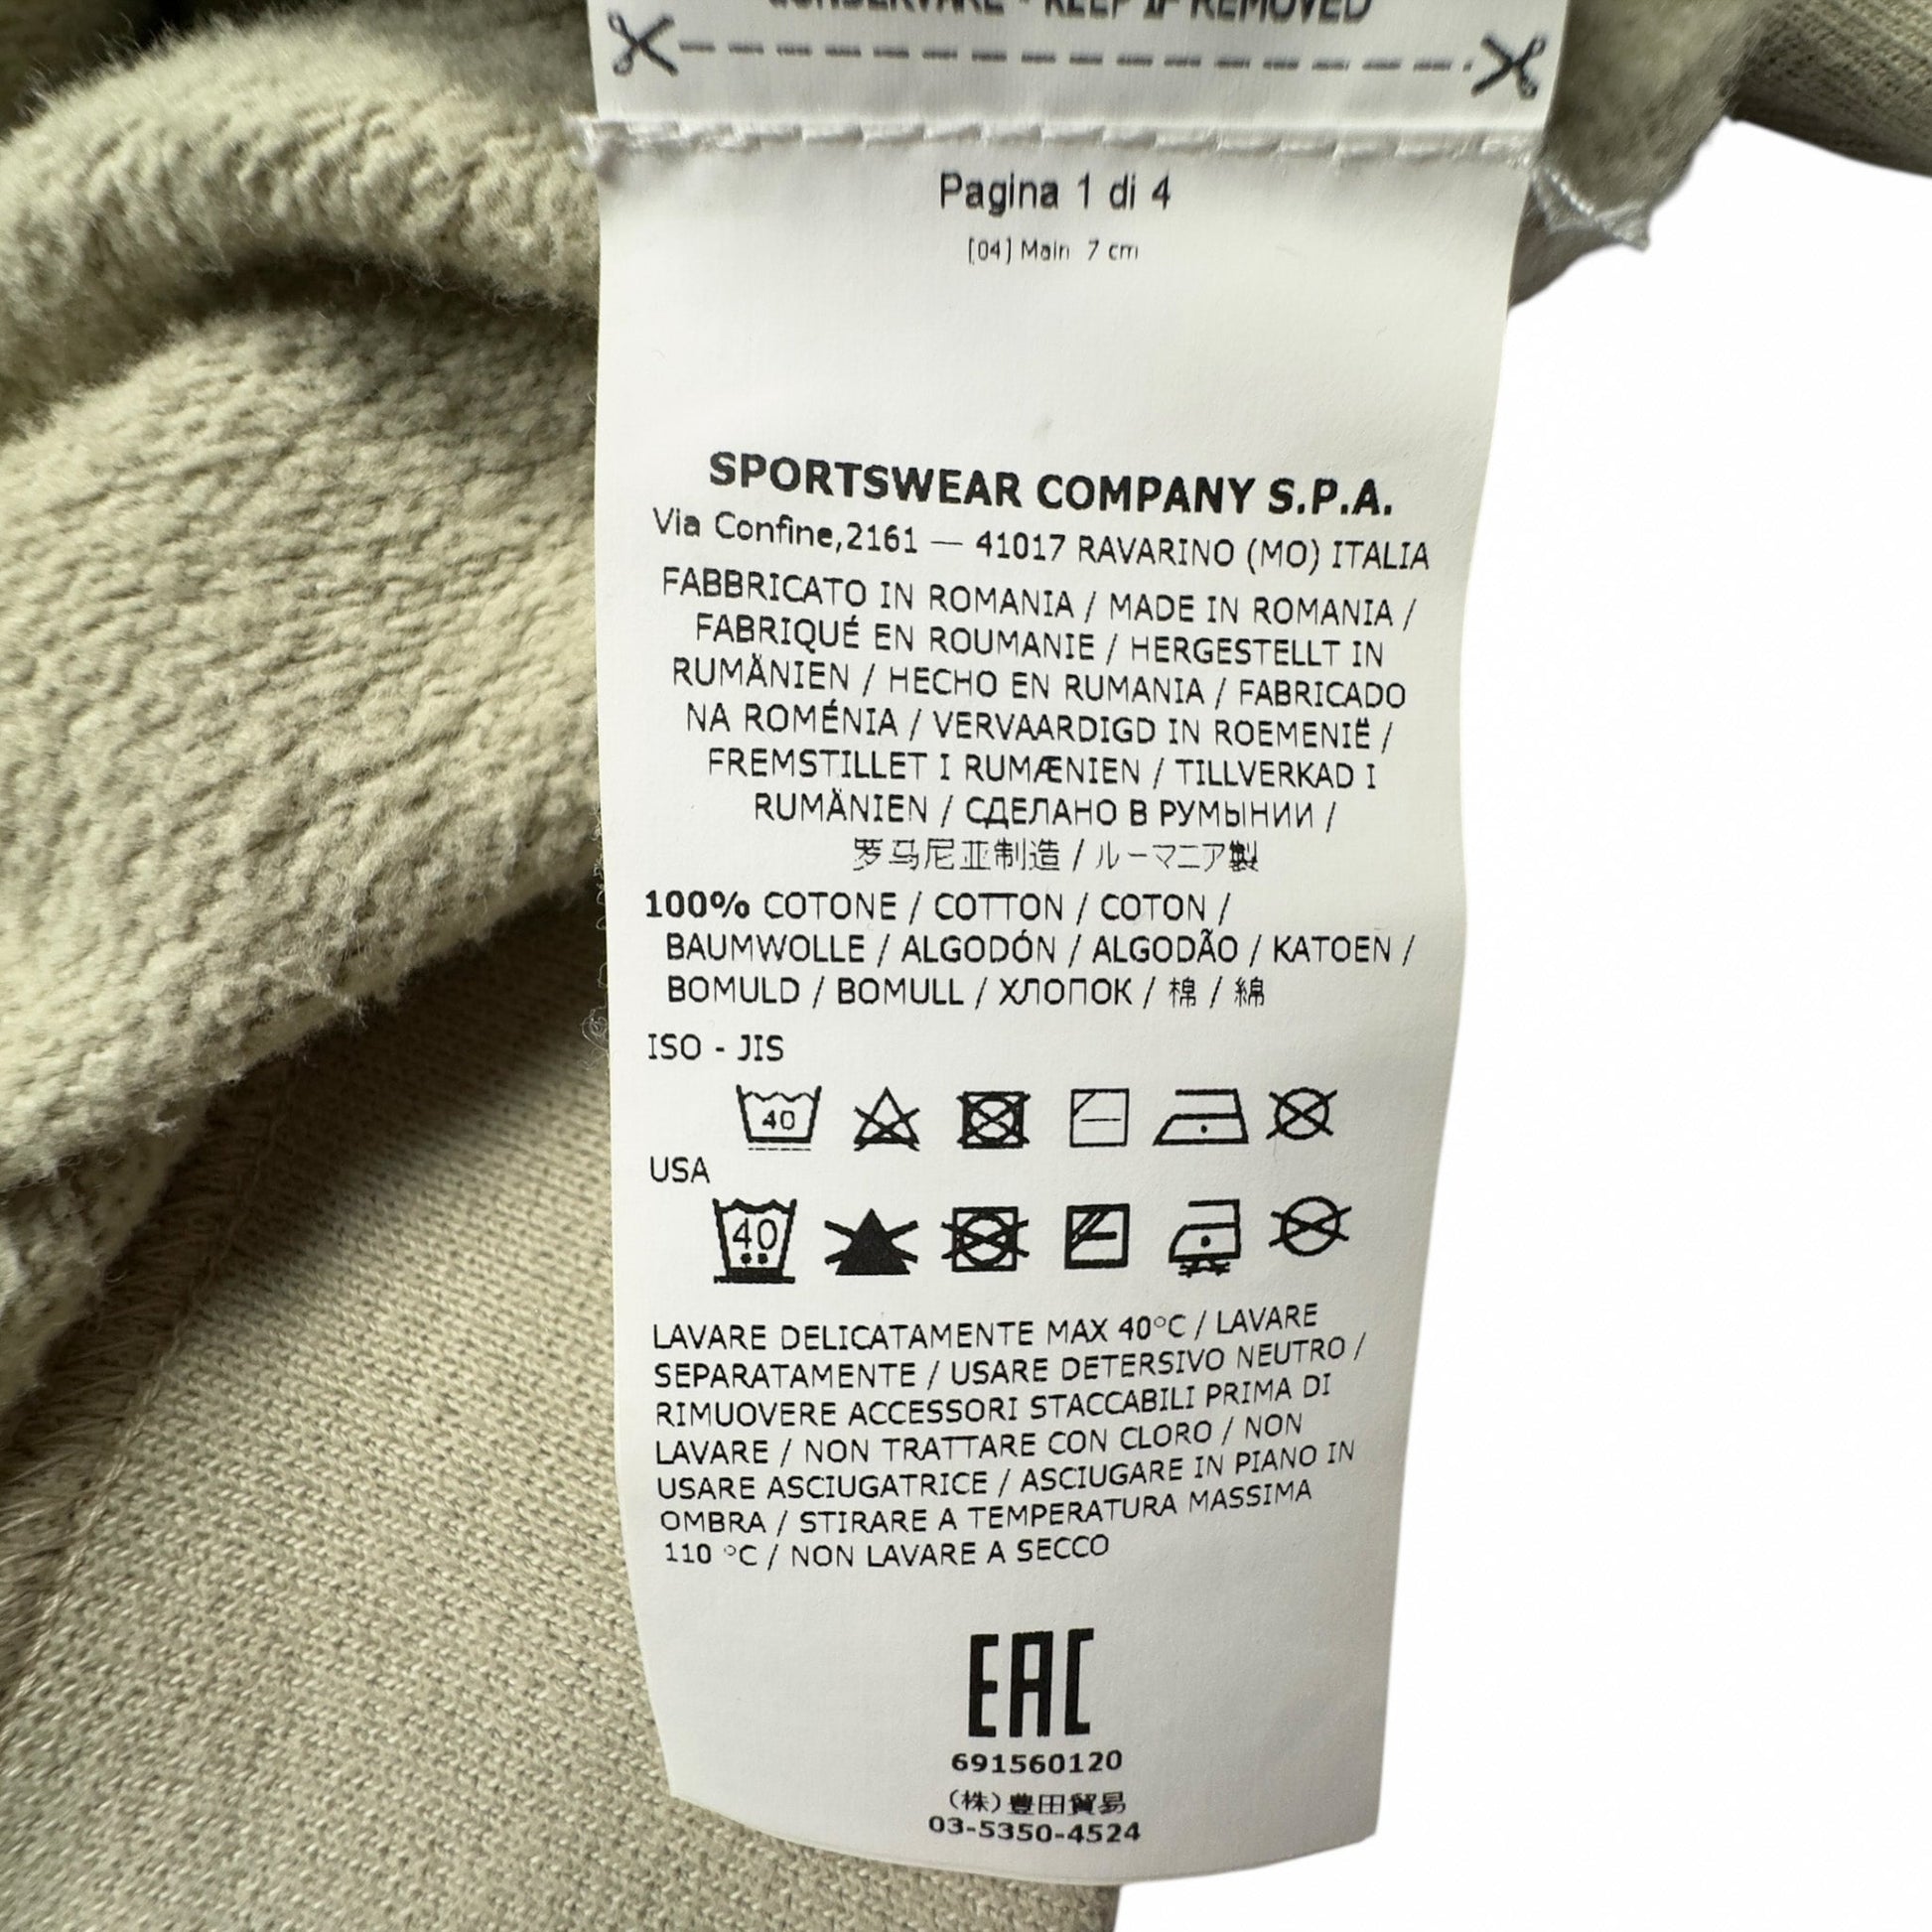 CONSERVARE - KEEP IF REMOVED
Pagina 1 di 4
[04] Main 7 cm
SPORTSWEAR COMPANY S.P.A.
Via Confine,2161 — 41017 RAVARINO (MO) ITALIA
FABBRICATO IN ROMANIA / MADE IN ROMANIA /
FABRIQUÉ EN ROUMANIE / HERGESTELLT IN
RUMÄNIEN / HECHO EN RUMANIA / FABRICADO
NA ROMÉNIA / VERVAARDIGD IN ROEMENIË /
FREMSTILLET I RUMÆNIEN / TILLVERKAD I
RUMÄNIEN / СДЕЛАНО В РУМЫНИИ /
罗马尼亚制造 / ルーマニア製
100% COTONE / COTTON / COTON /
BAUMWOLLE / ALGODÓN / ALGODÃO / KATOEN /
BOMULD / BOMULL / ХЛОПОК / 棉 / 綿
ISO - JIS
40
USA
40
LAVARE DELICATAMENTE MAX 40°C / LAVARE
SEPARATAMENTE / USARE DETERSIVO NEUTRO /
RIMUOVERE ACCESSORI STACCABILI PRIMA DI
LAVARE / NON TRATTARE CON CLORO / NON
USARE ASCIUGATRICE / ASCIUGARE IN PIANO IN
OMBRA / STIRARE A TEMPERATURA MASSIMA
110 °C / NON LAVARE A SECCO
EAC
691560120
(株)豊田貿易
03-5350-4524